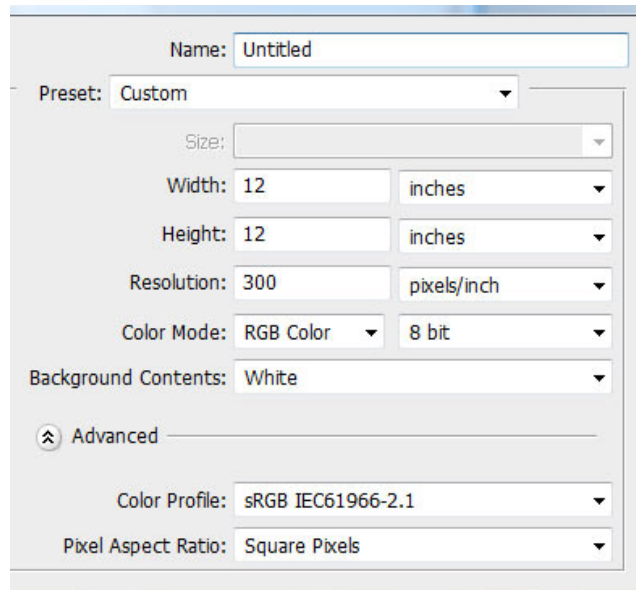 Name: Untitled
Preset: Custom
Size:
Width: 12 inches
Height: 12 inches
Resolution: 300 pixels/inch
Color Mode: RGB Color 8 bit
Background Contents: White
Advanced
Color Profile: sRGB IEC61966-2.1
Pixel Aspect Ratio: Square Pixels